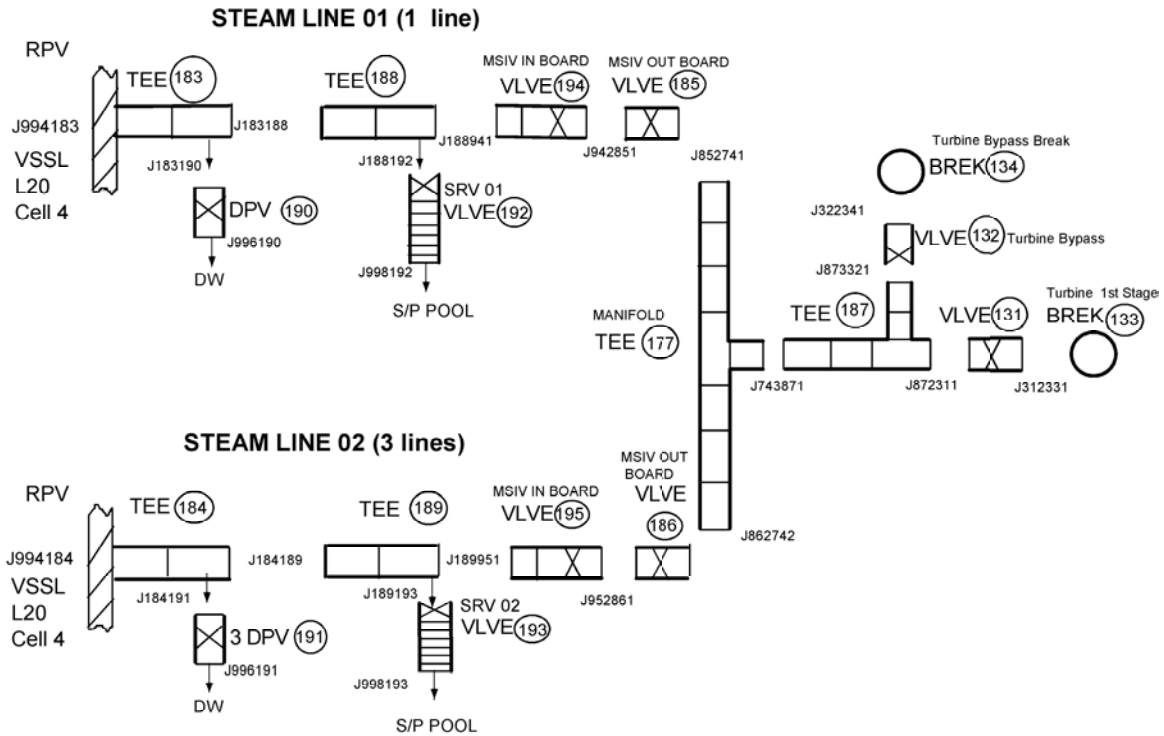 STEAM LINE 01 (1 line)
RPV
TEE 183
TEE 188
MSIV IN BOARD
VLVE 194
MSIV OUT BOARD
VLVE 185
J994183
J183188
J188941
J942851
J852741
VSSL
L20
Cell 4
J183190
J188192
DPV 190
SRV 01
VLVE 192
J996190
DW
J998192
S/P POOL
Turbine Bypass Break
BREK 134
J322341
VLVE 132 Turbine Bypass
J873321
MANIFOLD
TEE 177
TEE 187
VLVE 131
Turbine 1st Stage
BREK 133
J743871
J872311
J312331
STEAM LINE 02 (3 lines)
RPV
TEE 184
TEE 189
MSIV IN BOARD
VLVE 195
MSIV OUT
BOARD
VLVE
186
J862742
J994184
J184189
J189951
J952861
VSSL
L20
Cell 4
J184191
J189193
3 DPV 191
SRV 02
VLVE 193
J996191
DW
J998193
S/P POOL